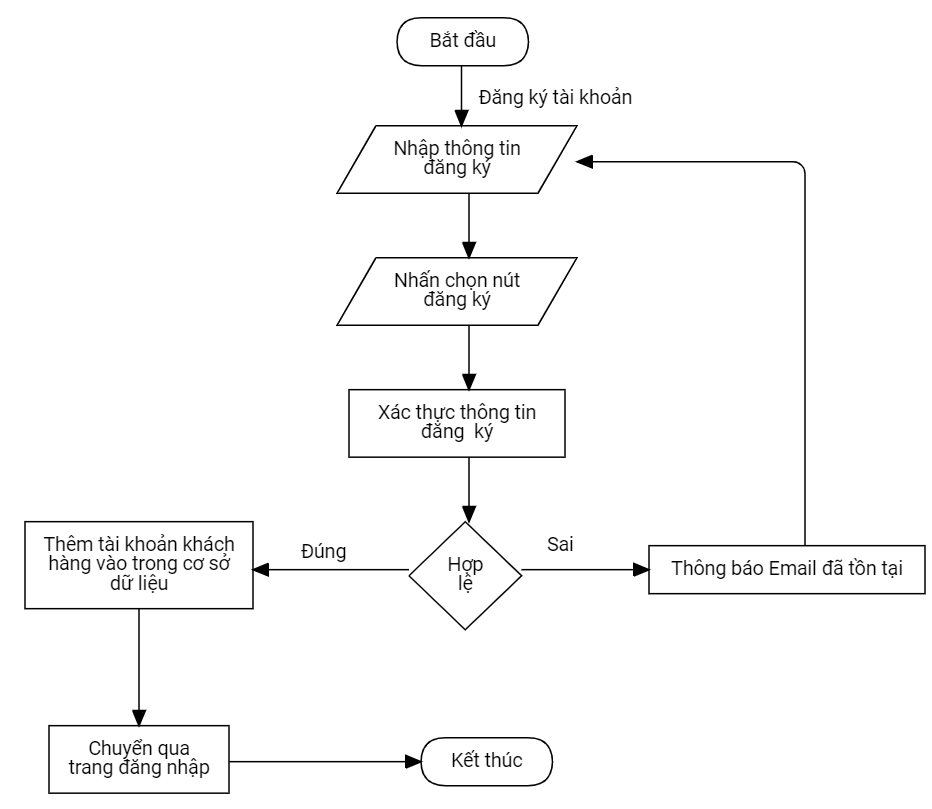 Bắt đầu
Đăng ký tài khoản
Nhập thông tin
đăng ký
Nhấn chọn nút
đăng ký
Xác thực thông tin
đăng ký
Hợp
lệ
Đúng
Sai
Thêm tài khoản khách
hàng vào trong cơ sở
dữ liệu
Thông báo Email đã tồn tại
Chuyển qua
trang đăng nhập
Kết thúc